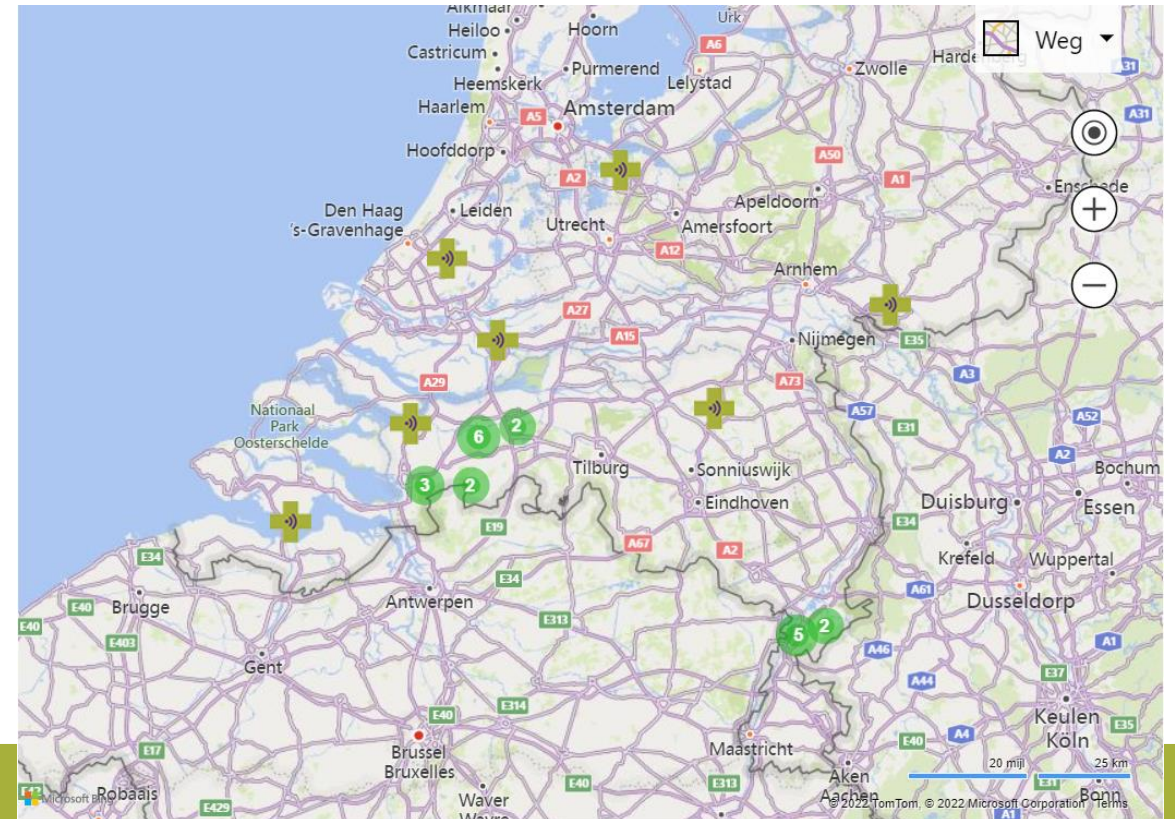 Alkmaar
Heiloo
Castricum
Heemskerk
Haarlem
Hoofddorp
Hoorn
Urk
A6
Purmerend
Lelystad
Amsterdam
A5
Zwolle
Weg
A31
A31
A50
A1
A2
Leiden
Den Haag
's-Gravenhage
Utrecht
Amersfoort
Apeldoorn
Enschede
A12
Arnhem
A27
A15
Nijmegen
E35
A29
A73
A3
A57
E31
A52
A2
Bochum
Essen
Nationaal
Park
Oosterschelde
6
2
3
2
Tilburg
Sonniuswijk
Eindhoven
Duisburg
E19
E34
A67
A2
Krefeld
Wuppertal
Dusseldorp
E34
Brugge
E40
E40
E403
Antwerpen
E34
E313
A61
5
2
A46
A1
Gent
E314
A44
E37
E40
Keulen
Köln
E35
Brussel
Bruxelles
E17
Maastricht
E40
A4
20 mijl
25 km
Aken
Aachen
E40
E313
E31
Bonn
Microsoft Bing
Robaais
E429
Waver
A1
© 2022 TomTom, © 2022 Microsoft Corporation Terms